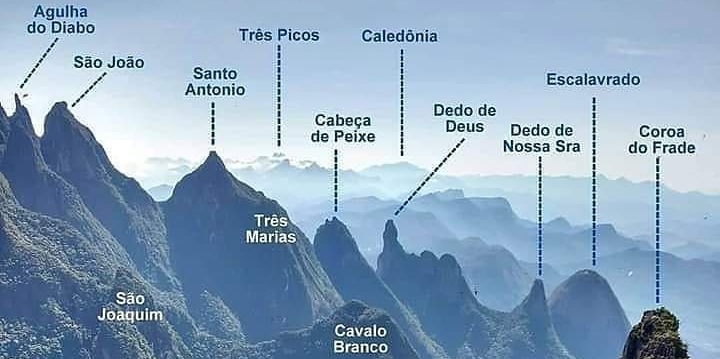 Agulha
do Diabo
São João
Santo
Antonio
Três Picos
Caledônia
Cabeça
de Peixe
Dedo de
Deus
Dedo de
Nossa Sra
Escalavrado
Coroa
do Frade
Três
Marias
São
Joaquim
Cavalo
Branco